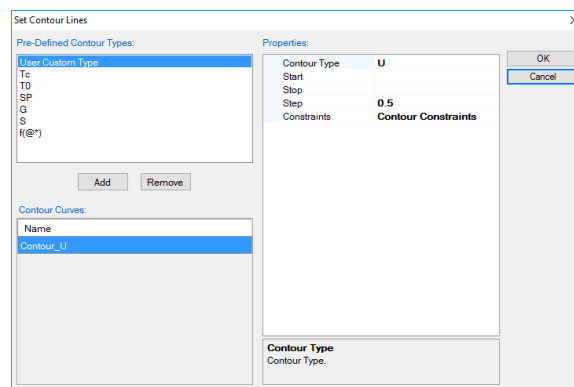 Set Contour Lines
Pre-Defined Contour Types:
User Custom Type
Tc
T0
SP
G
S
f(@*)
Add Remove
Contour Curves:
Name
Contour_U
Properties:
Contour Type U
Start
Stop
Step 0.5
Constraints Contour Constraints
Contour Type
Contour Type.
OK
Cancel